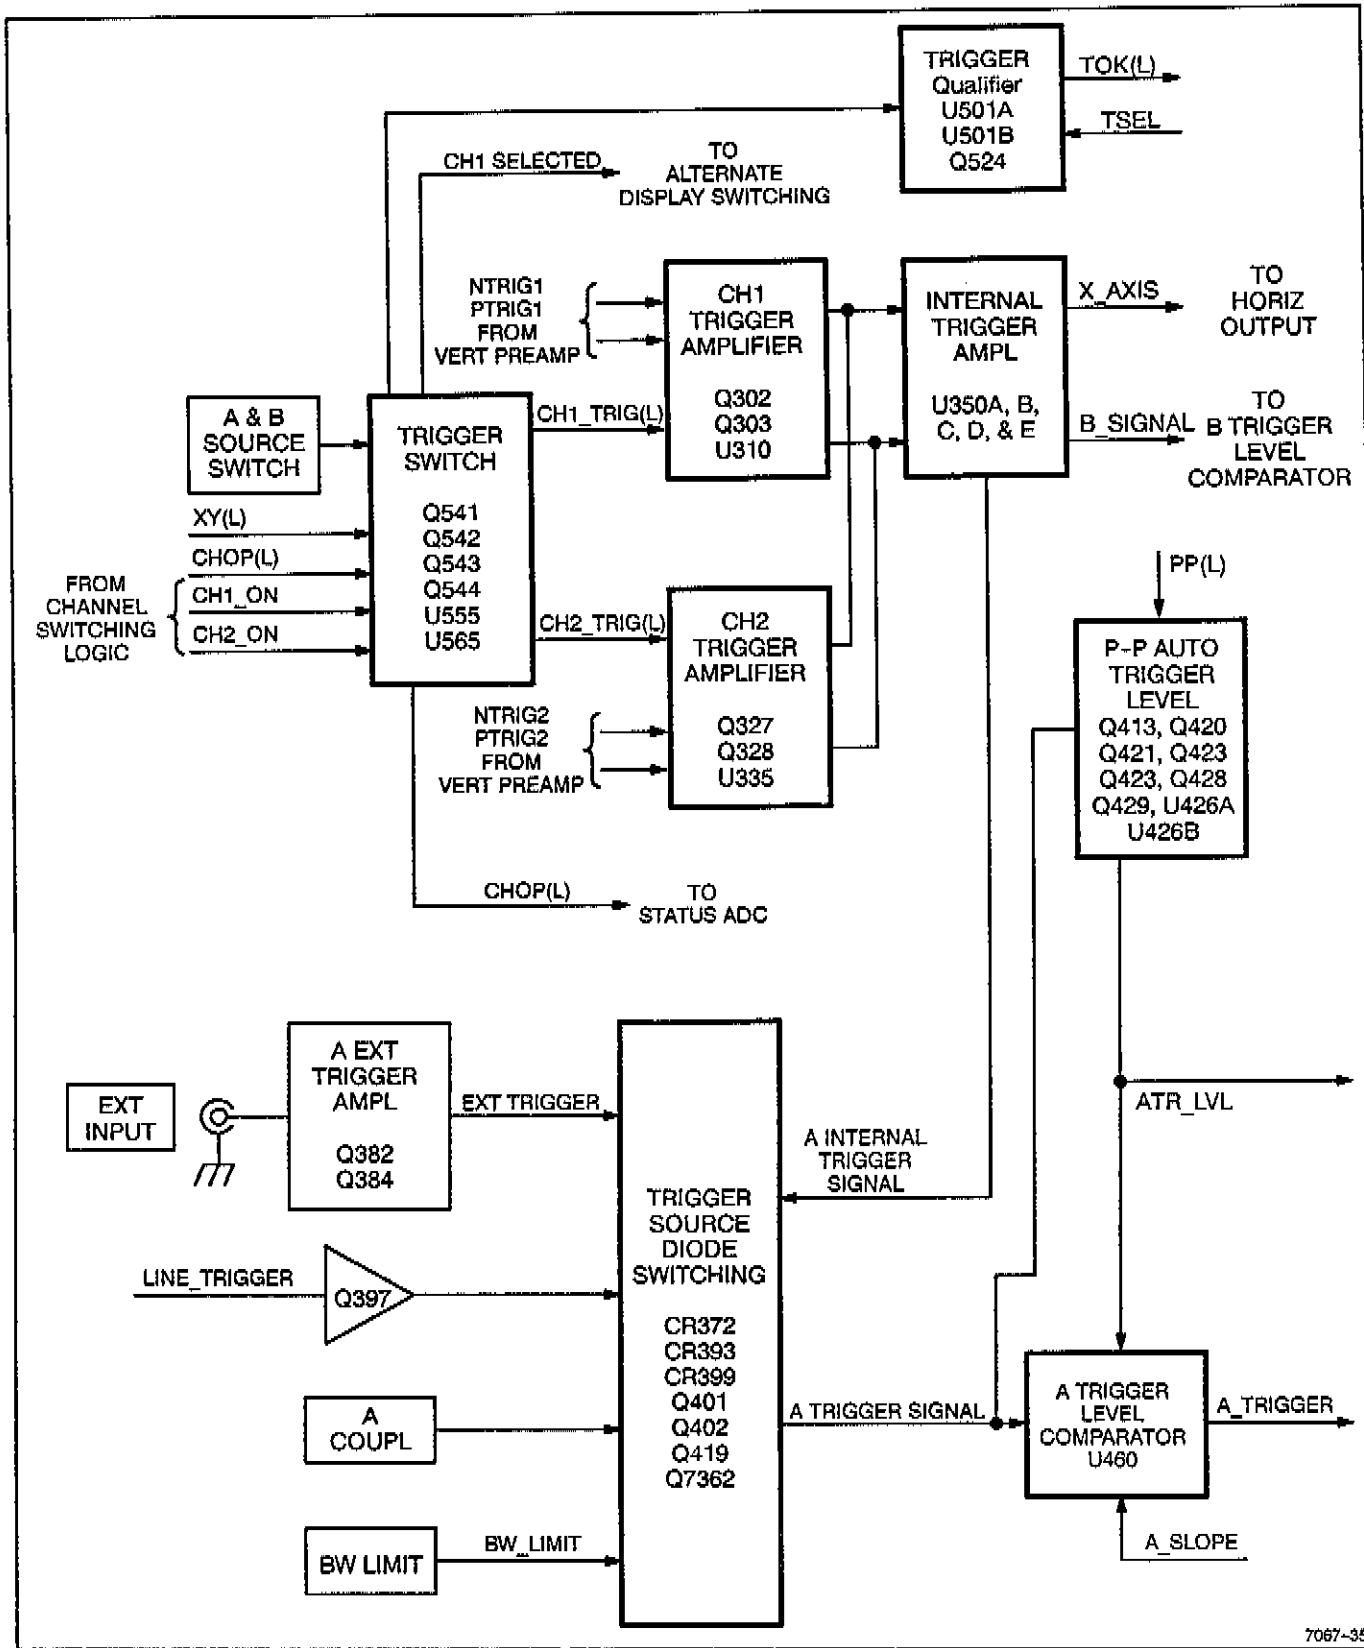 TRIGGER
Qualifier
U501A
U501B
Q524
TOK(L)
TSEL
CH1 SELECTED
TO
ALTERNATE
DISPLAY SWITCHING
NTRIG1
PTRIG1
FROM
VERT PREAMP
CH1
TRIGGER
AMPLIFIER
Q302
Q303
U310
INTERNAL
TRIGGER
AMPL
U350A, B,
C, D, & E
X_AXIS
TO
HORIZ
OUTPUT
B_SIGNAL
TO
B TRIGGER
LEVEL
COMPARATOR
A & B
SOURCE
SWITCH
TRIGGER
SWITCH
Q541
Q542
Q543
Q544
U555
U565
CH1_TRIG(L)
XY(L)
CHOP(L)
FROM
CHANNEL
SWITCHING
LOGIC
CH1_ON
CH2_ON
CH2_TRIG(L)
CH2
TRIGGER
AMPLIFIER
Q327
Q328
U335
NTRIG2
PTRIG2
FROM
VERT PREAMP
PP(L)
P-P AUTO
TRIGGER
LEVEL
Q413, Q420
Q421, Q423
Q423, Q428
Q429, U426A
U426B
CHOP(L)
TO
STATUS ADC
EXT
INPUT
A EXT
TRIGGER
AMPL
Q382
Q384
EXT TRIGGER
ATR_LVL
A INTERNAL
TRIGGER
SIGNAL
TRIGGER
SOURCE
DIODE
SWITCHING
CR372
CR393
CR399
Q401
Q402
Q419
Q7362
LINE_TRIGGER
Q397
A
COUPL
A TRIGGER SIGNAL
A TRIGGER
LEVEL
COMPARATOR
U460
A_TRIGGER
BW LIMIT
BW_LIMIT
A_SLOPE
7067-35